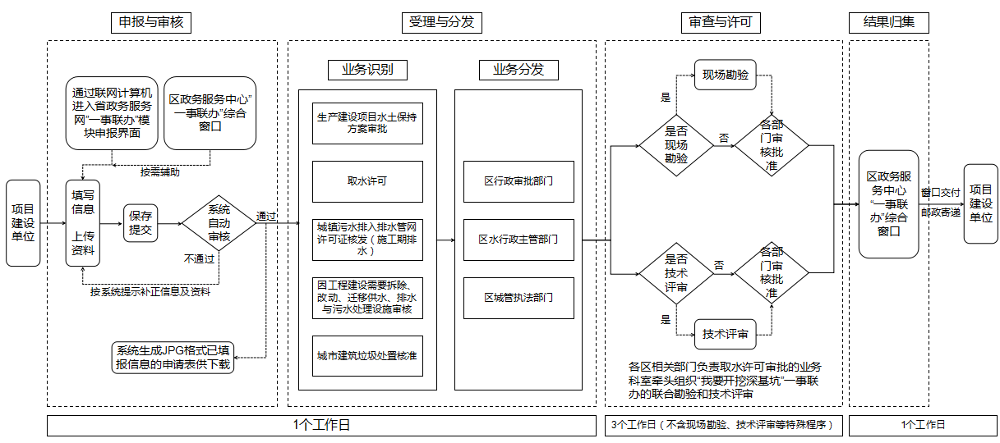 申报与审核
受理与分发
审查与许可
结果归集
业务识别
业务分发
通过联网计算机
进入省政务服务
网”一事联办”模
块申报界面
区政务服务中心”
一事联办”综合
窗口
按需辅助
项目
建设
单位
填写
信息
上传
资料
保存
提交
系统
自动
审核
通过
不通过
按系统提示补正信息及资料
系统生成JPG格式已填
报信息的申请表供下载
生产建设项目水土保持
方案审批
取水许可
城镇污水排入排水管网
许可证核发（施工期排
水）
因工程建设需要拆除、
改动、迁移供水、排水
与污水处理设施审核
城市建筑垃圾处置核准
区行政审批部门
区水行政主管部门
区城管执法部门
现场勘验
是
是否
现场
勘验
否
各部
门审
核批
准
是否
技术
评审
否
各部
门审
核批
准
是
技术评审
各区相关部门负责取水许可审批的业务
科室牵头组织“我要开挖深基坑”一事联
办的联合勘验和技术评审
区政务服
务中心
“一事联
办”综合
窗口
窗口交付
邮政寄递
项目
建设
单位
1个工作日
3个工作日（不含现场勘验、技术评审等特殊程序）
1个工作日